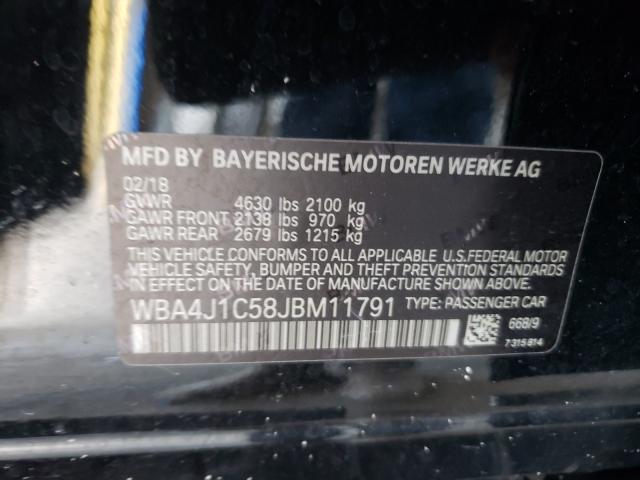 MFD BY BAYERISCHE MOTOREN WERKE AG
02/18
GVWR 4630 lbs 2100 kg
GAWR FRONT 2138 lbs 970 kg
GAWR REAR 2679 lbs 1215 kg
THIS VEHICLE CONFORMS TO ALL APPLICABLE U.S.FEDERAL MOTOR
VEHICLE SAFETY, BUMPER AND THEFT PREVENTION STANDARDS
IN EFFECT ON THE DATE OF MANUFACTURE SHOWN ABOVE.
WBA4J1C58JBM11791 TYPE: PASSENGER CAR
668/9
7315814